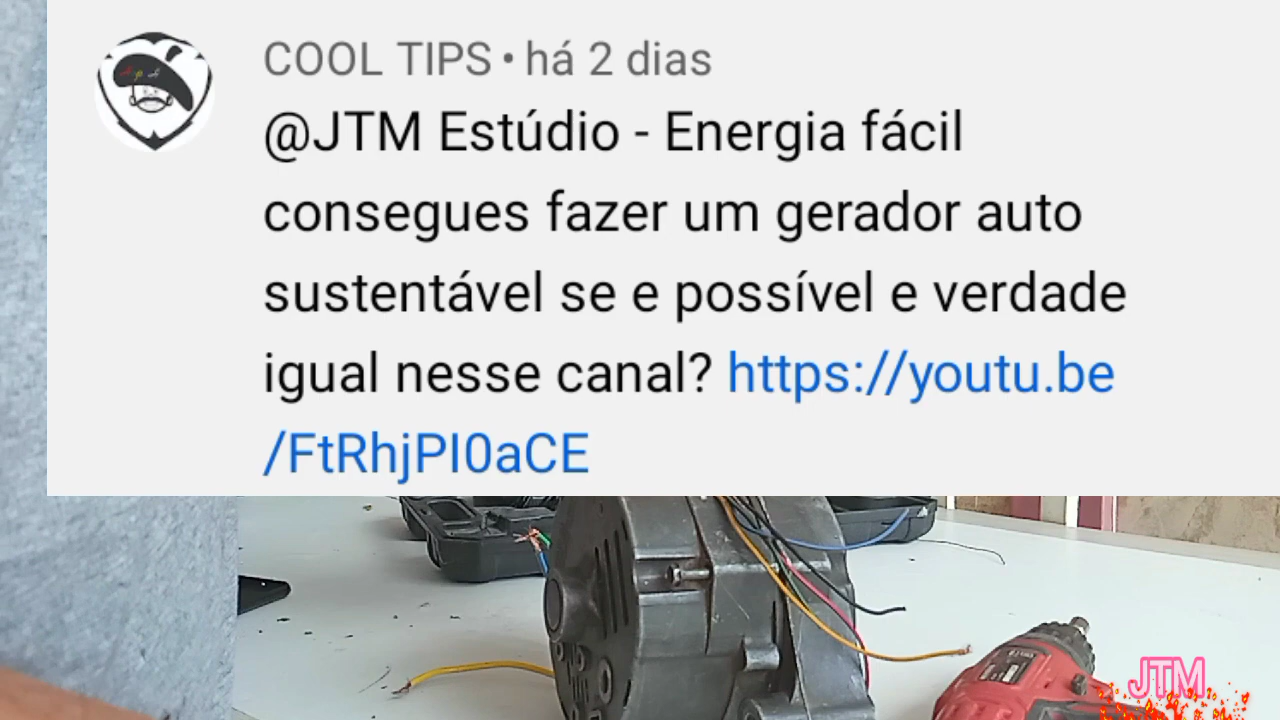 COOL TIPS • há 2 dias
@JTM Estúdio - Energia fácil
consegues fazer um gerador auto
sustentável se e possível e verdade
igual nesse canal? https://youtu.be
/FtRhjPI0aCE
JTM